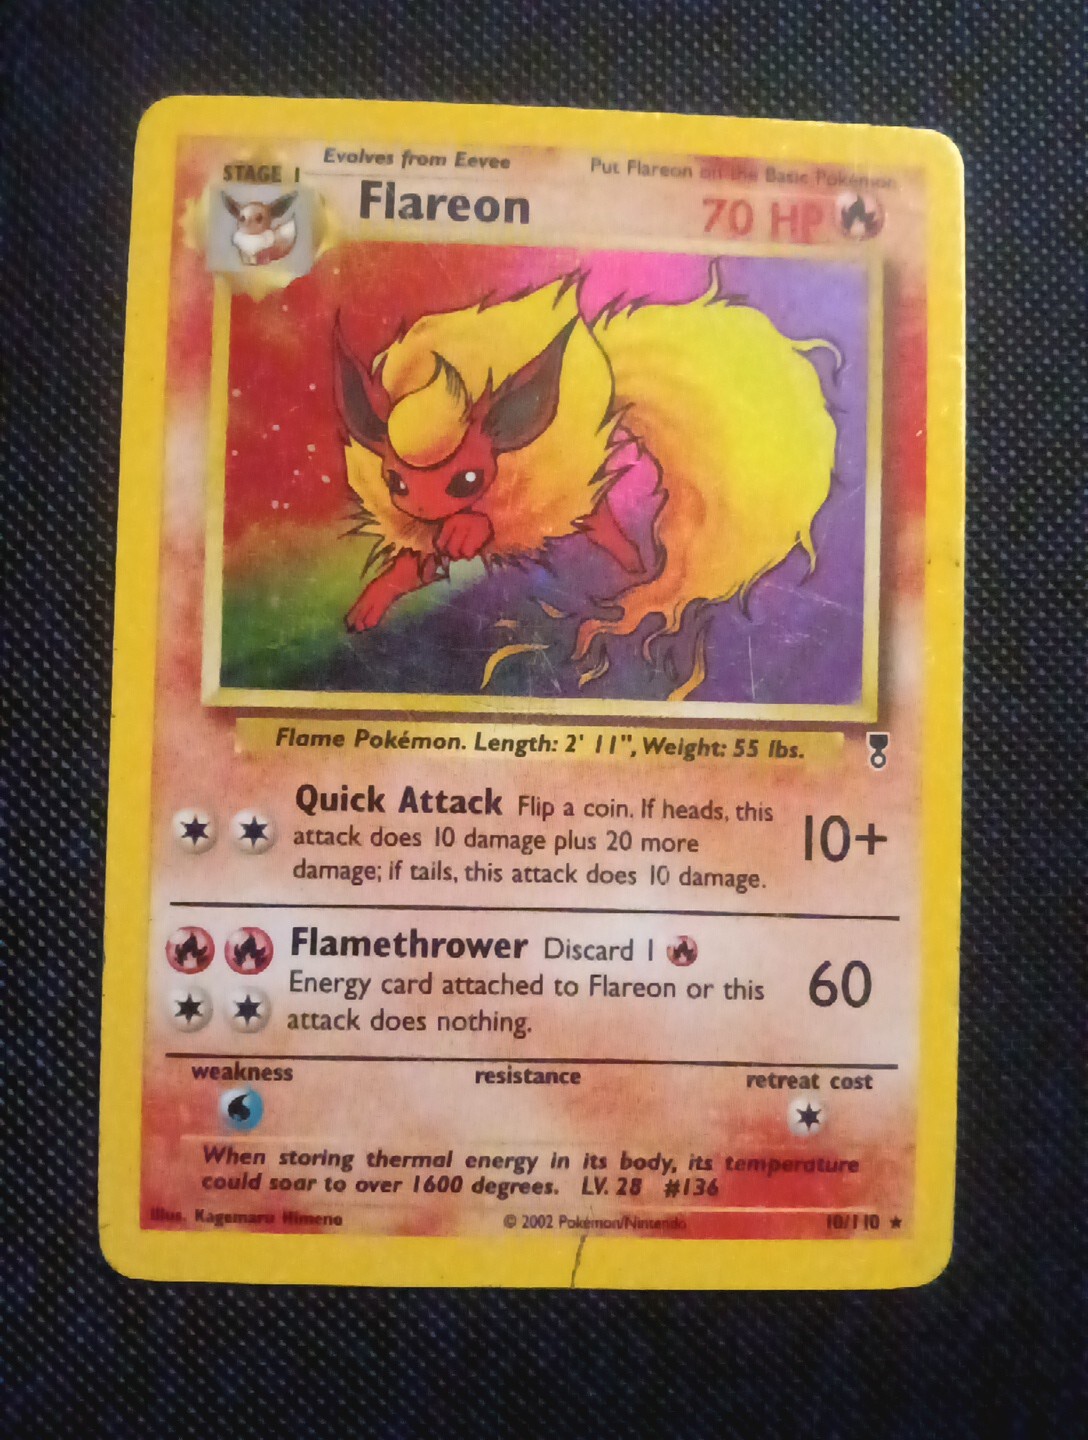 Evolves from Eevee Put Flareon on the Basic Pokémon
STAGE 1
Flareon 70 HP
Flame Pokémon. Length: 2' 11", Weight: 55 lbs.
Quick Attack Flip a coin. If heads, this
attack does 10 damage plus 20 more
damage; if tails, this attack does 10 damage.
10+
Flamethrower Discard 1
Energy card attached to Flareon or this
attack does nothing.
60
weakness resistance retreat cost
When storing thermal energy in its body, its temperature
could soar to over 1600 degrees. LV. 28 #136
Illus. Kagemaru Himeno © 2002 Pokémon/Nintendo 10/110 ★